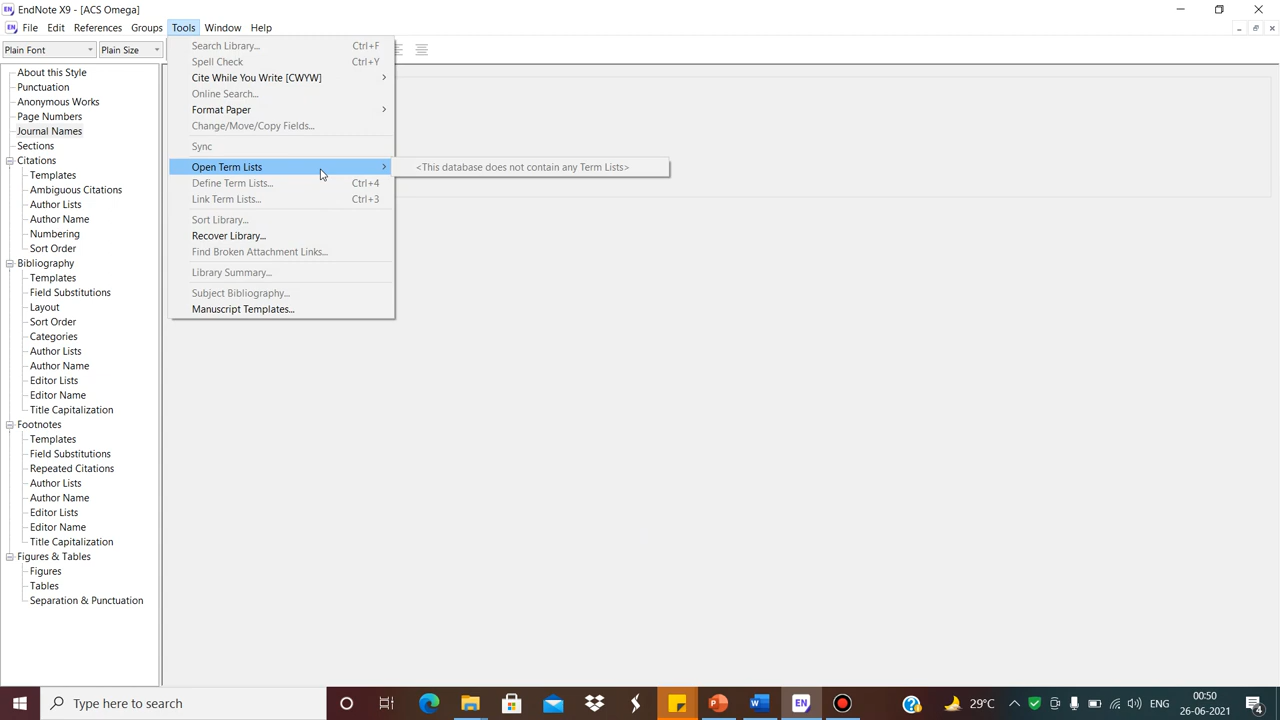 EndNote X9 - [ACS Omega]
File Edit References Groups Tools Window Help
Plain Font Plain Size
Search Library... Ctrl+F
Spell Check Ctrl+Y
Cite While You Write [CWYW]
Online Search...
Format Paper
Change/Move/Copy Fields...
Sync
Open Term Lists
<This database does not contain any Term Lists>
Define Term Lists... Ctrl+4
Link Term Lists... Ctrl+3
Sort Library...
Recover Library...
Find Broken Attachment Links...
Library Summary...
Subject Bibliography...
Manuscript Templates...
About this Style
Punctuation
Anonymous Works
Page Numbers
Journal Names
Sections
Citations
Templates
Ambiguous Citations
Author Lists
Author Name
Numbering
Sort Order
Bibliography
Templates
Field Substitutions
Layout
Sort Order
Categories
Author Lists
Author Name
Editor Lists
Editor Name
Title Capitalization
Footnotes
Templates
Field Substitutions
Repeated Citations
Author Lists
Author Name
Editor Lists
Editor Name
Title Capitalization
Figures & Tables
Figures
Tables
Separation & Punctuation
Type here to search
29°C
ENG
00:50
26-06-2021
4